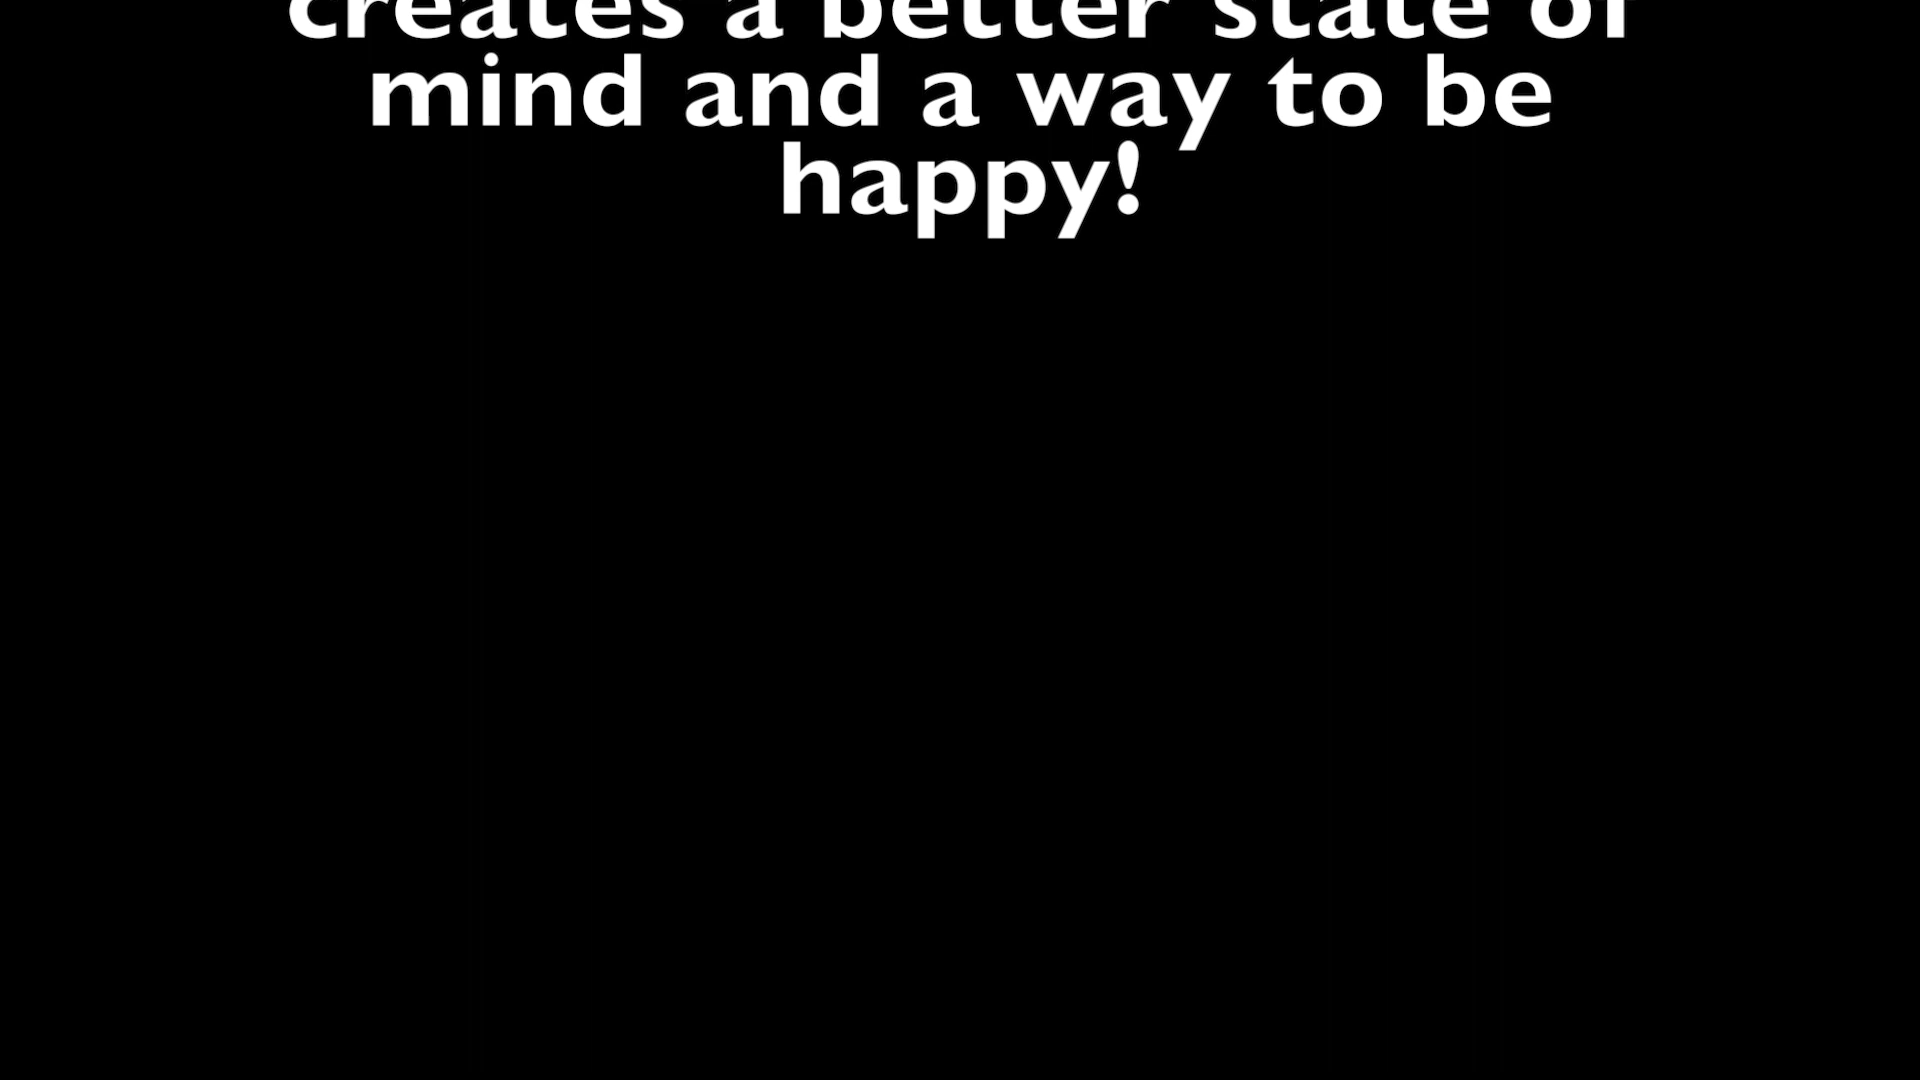 creates a better state of
mind and a way to be
happy!